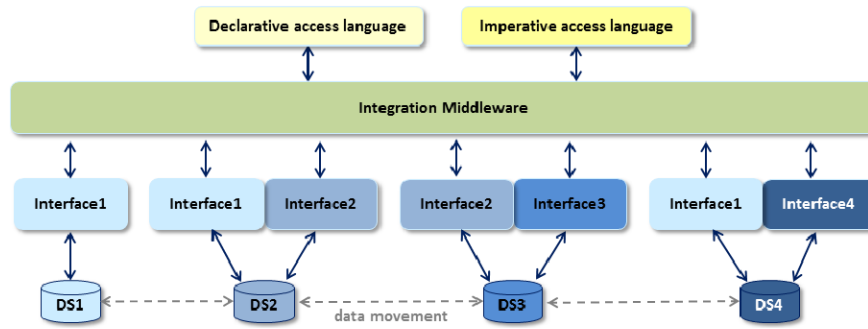 Declarative access language
Imperative access language
Integration Middleware
Interface1
Interface1
Interface2
Interface2
Interface3
Interface1
Interface4
DS1
DS2
DS3
DS4
data movement